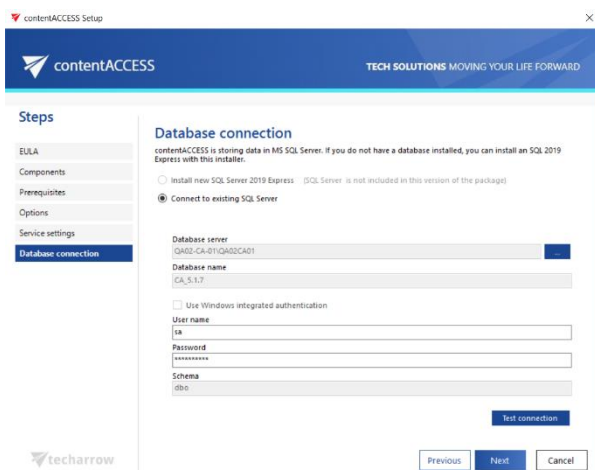 contentACCESS Setup
contentACCESS
TECH SOLUTIONS MOVING YOUR LIFE FORWARD
Steps
EULA
Components
Prerequisites
Options
Service settings
Database connection
Database connection
contentACCESS is storing data in MS SQL Server. If you do not have a database installed, you can install an SQL 2019
Express with this installer.
Install new SQL Server 2019 Express (SQL Server is not included in this version of the package)
Connect to existing SQL Server
Database server
QA02-CA-01\QA02CA01
...
Database name
CA_5.1.7
Use Windows integrated authentication
User name
sa
Password
**********
Schema
dbo
Test connection
techarrow
Previous Next Cancel